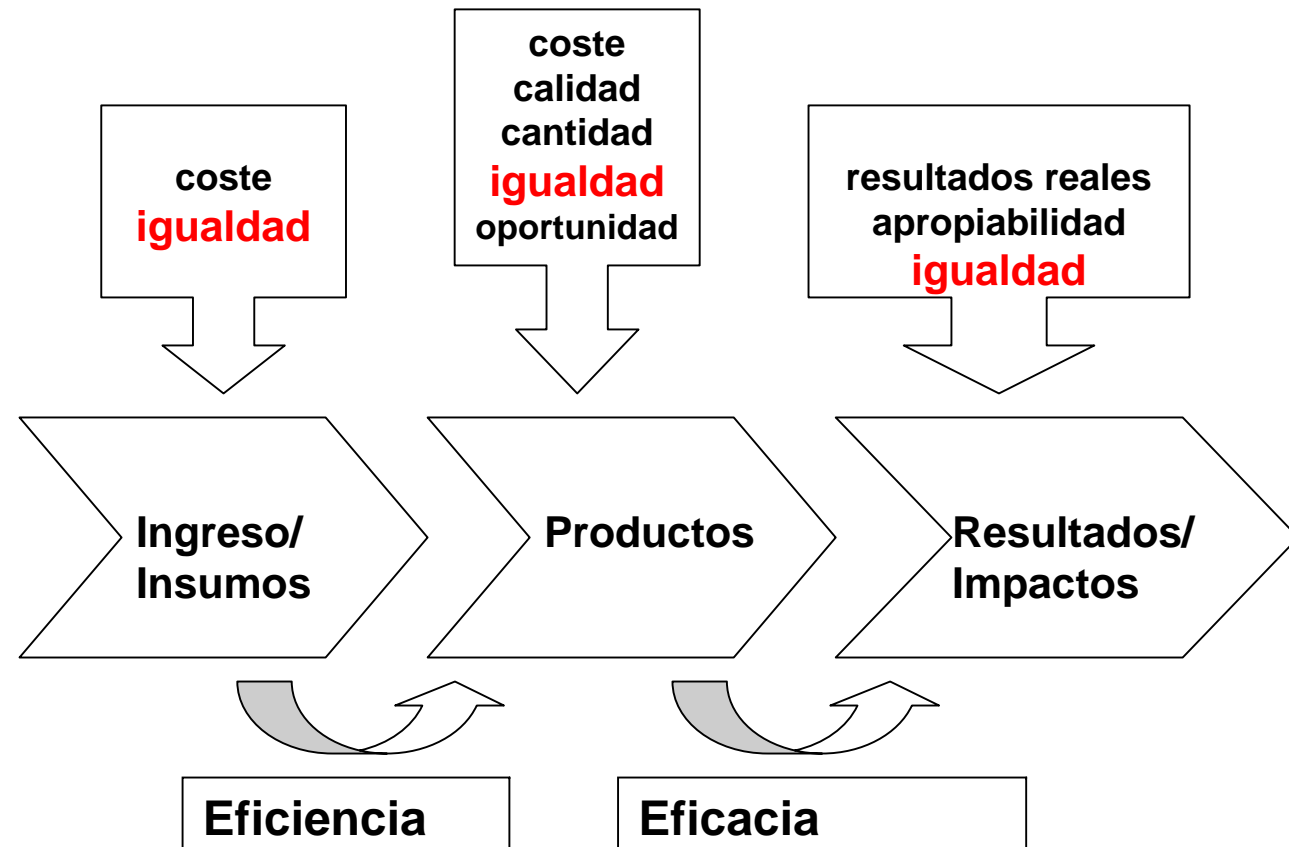 coste
igualdad
coste
calidad
cantidad
igualdad
oportunidad
resultados reales
apropiabilidad
igualdad
Ingreso/
Insumos
Productos
Resultados/
Impactos
Eficiencia
Eficacia